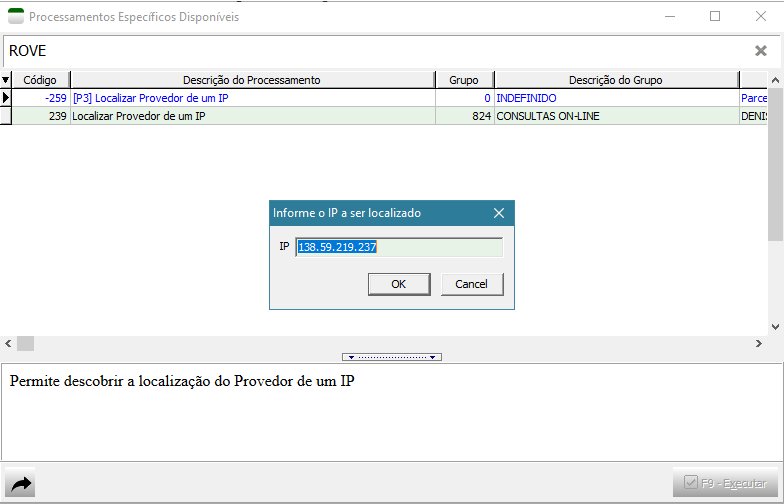 Processamentos Específicos Disponíveis
ROVE
Código Descrição do Processamento Grupo Descrição do Grupo
-259 [P3] Localizar Provedor de um IP 0 INDEFINIDO Parce
239 Localizar Provedor de um IP 824 CONSULTAS ON-LINE DENIS
Informe o IP a ser localizado
IP 138.59.219.237
OK Cancel
Permite descobrir a localização do Provedor de um IP
F9 - Executar